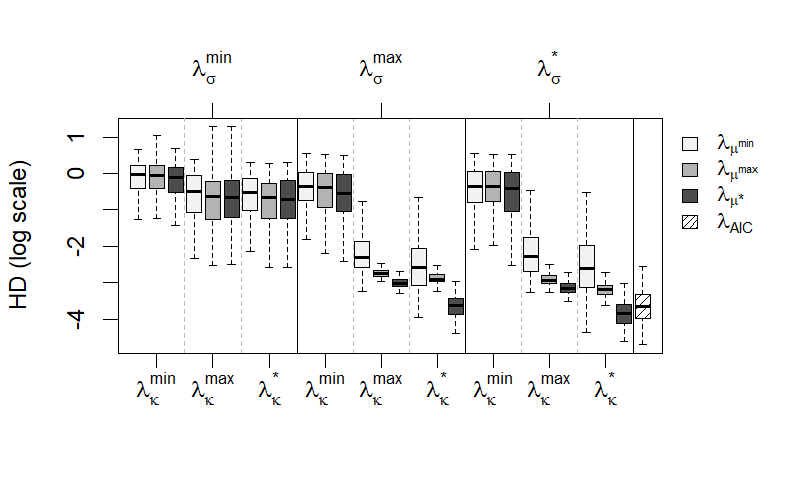 λσmin λσmax λσ*
HD (log scale)
1
0
-2
-4
λμmin
λμmax
λμ*
λAIC
λκmin λκmax λκ* λκmin λκmax λκ* λκmin λκmax λκ*